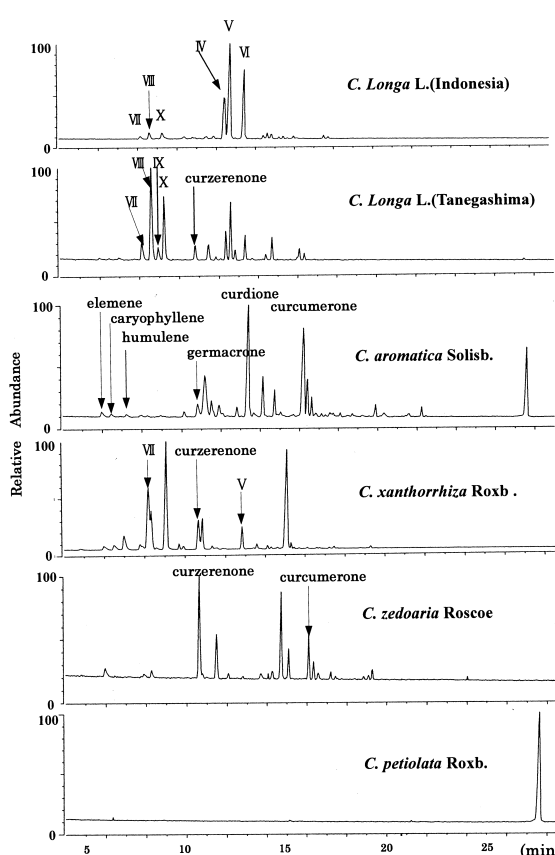 100
V
IV
VI
VIII
VII
X
C. Longa L.(Indonesia)
0
100
VIII
IX
X
VII
curzerenone
C. Longa L.(Tanegashima)
0
100
elemene
caryophyllene
humulene
germacrone
curdione
curcumerone
C. aromatica Solisb.
0
Relative Abundance
100
VII
curzerenone
V
C. xanthorrhiza Roxb .
0
100
curzerenone
curcumerone
C. zedoaria Roscoe
0
100
C. petiolata Roxb.
0
5 10 15 20 25 (min